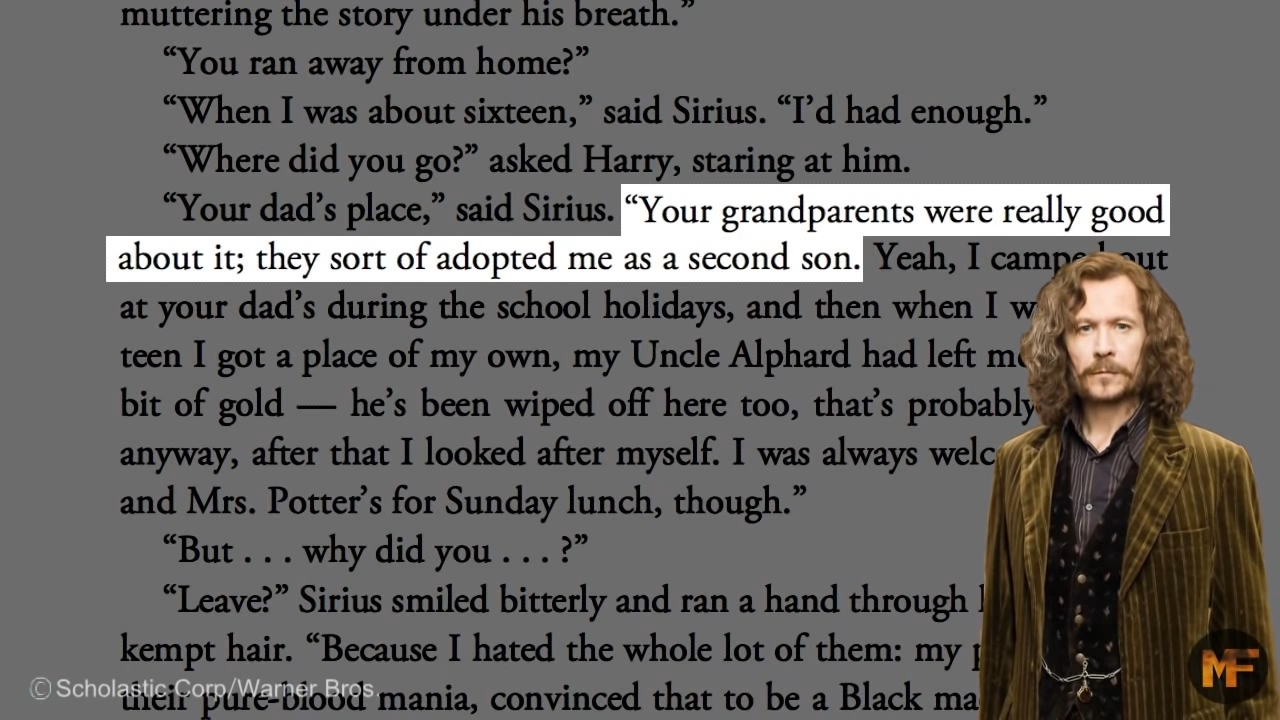 muttering the story under his breath.”
“You ran away from home?”
“When I was about sixteen,” said Sirius. “I’d had enough.”
“Where did you go?” asked Harry, staring at him.
“Your dad’s place,” said Sirius. “Your grandparents were really good
about it; they sort of adopted me as a second son. Yeah, I camped out
at your dad’s during the school holidays, and then when I w
teen I got a place of my own, my Uncle Alphard had left me
bit of gold — he’s been wiped off here too, that’s probably
anyway, after that I looked after myself. I was always welc
and Mrs. Potter’s for Sunday lunch, though.”
“But . . . why did you . . . ?”
“Leave?” Sirius smiled bitterly and ran a hand through
kempt hair. “Because I hated the whole lot of them: my p
their pure-blood mania, convinced that to be a Black ma
© Scholastic Corp/Warner Bros.
MF